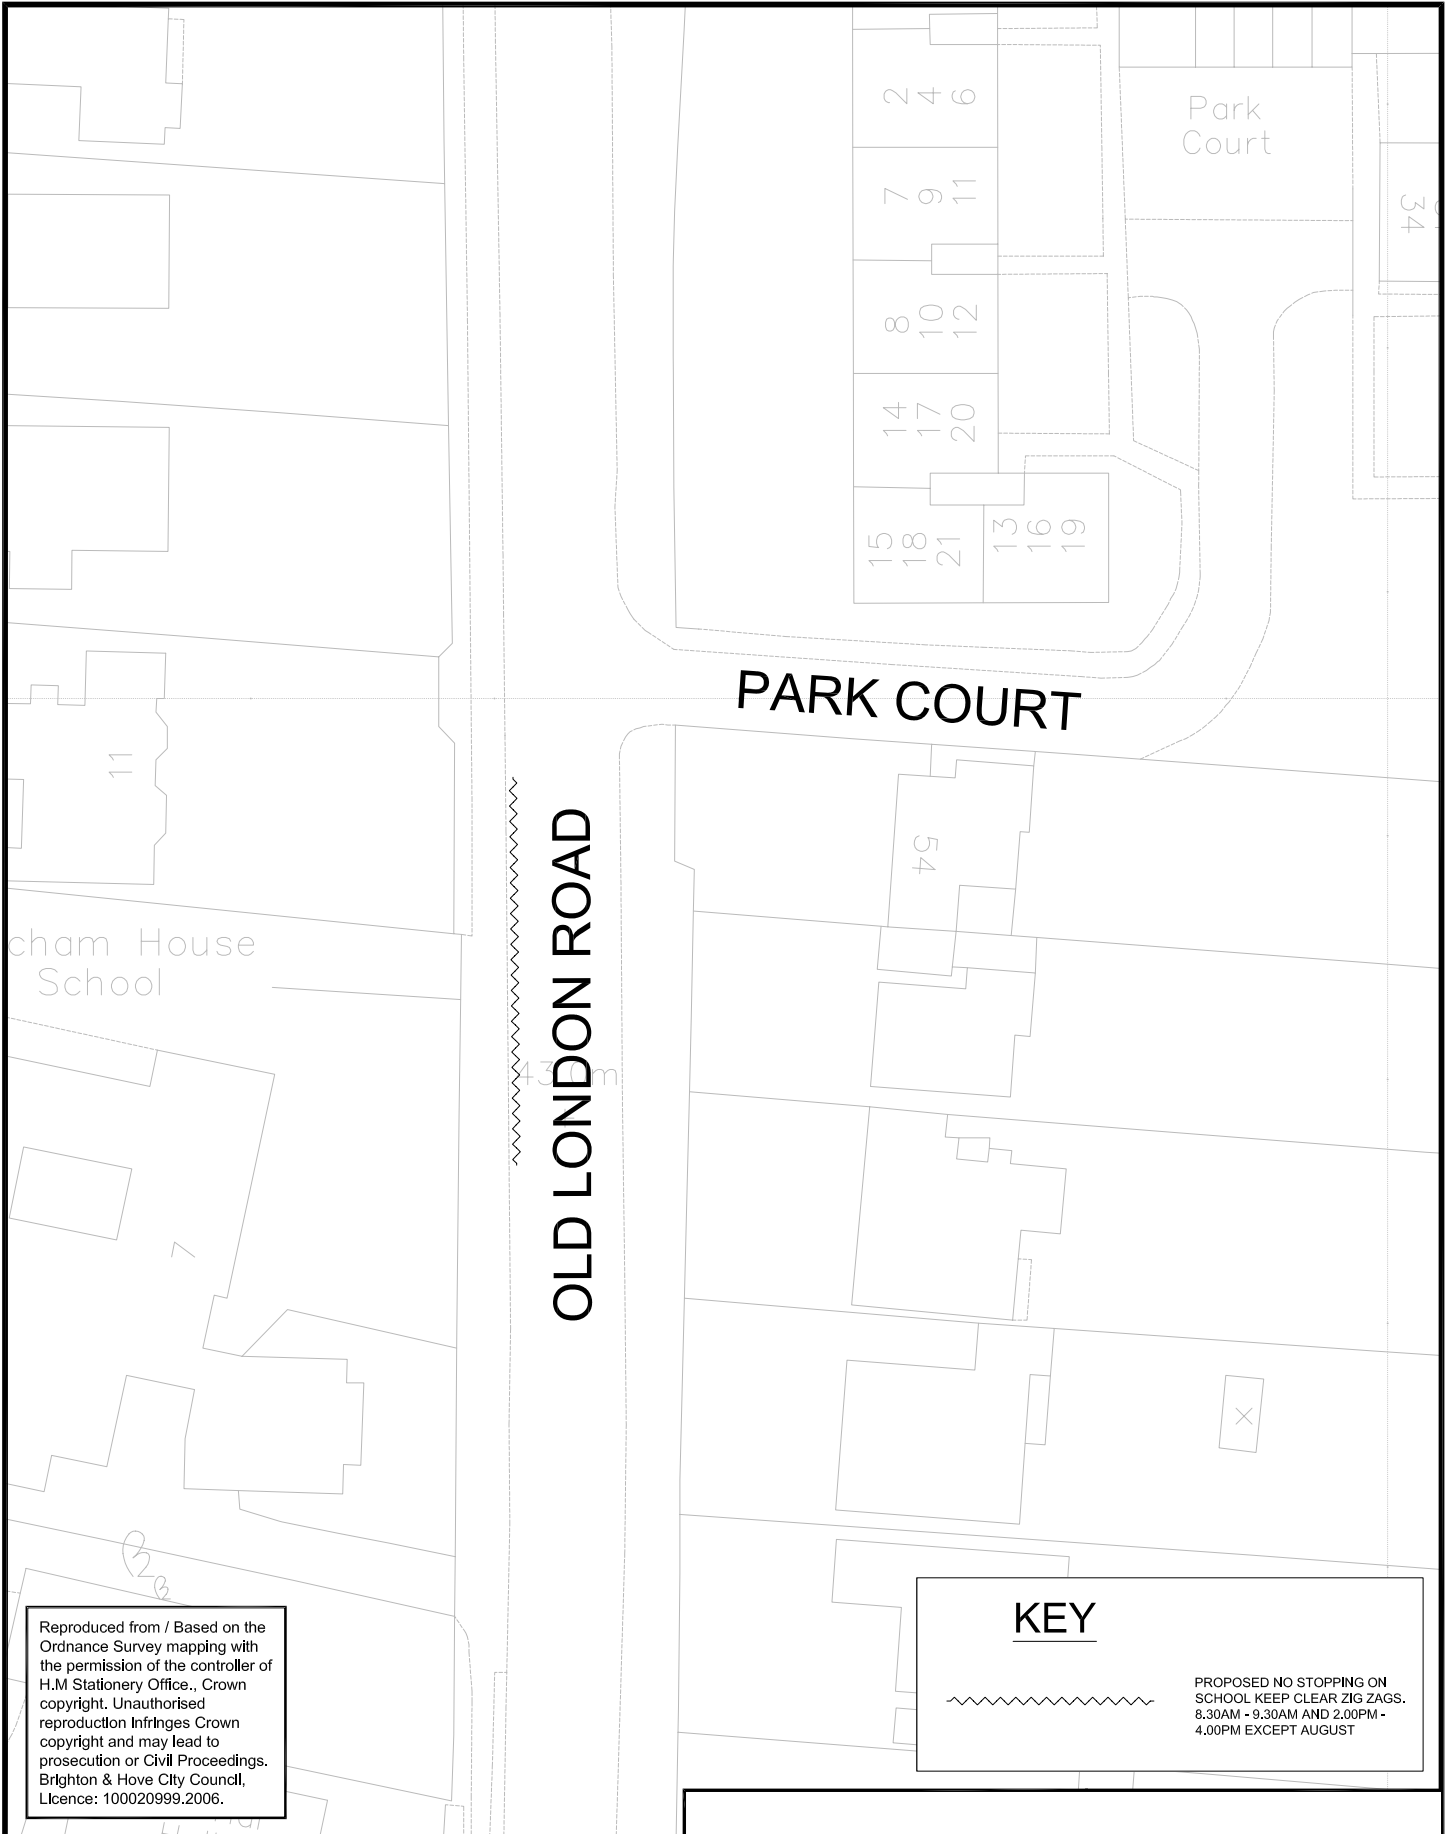 2
4
6
Park
Court
7
9
11
34
8
10
12
14
17
20
15
18
21
13
16
19
PARK COURT
11
54
OLD LONDON ROAD
cham House
School
7
X
KEY
PROPOSED NO STOPPING ON
SCHOOL KEEP CLEAR ZIG ZAGS.
8.30AM - 9.30AM AND 2.00PM -
4.00PM EXCEPT AUGUST
Reproduced from / Based on the
Ordnance Survey mapping with
the permission of the controller of
H.M Stationery Office., Crown
copyright. Unauthorised
reproduction infringes Crown
copyright and may lead to
prosecution or Civil Proceedings.
Brighton & Hove City Council,
Licence: 100020999.2006.